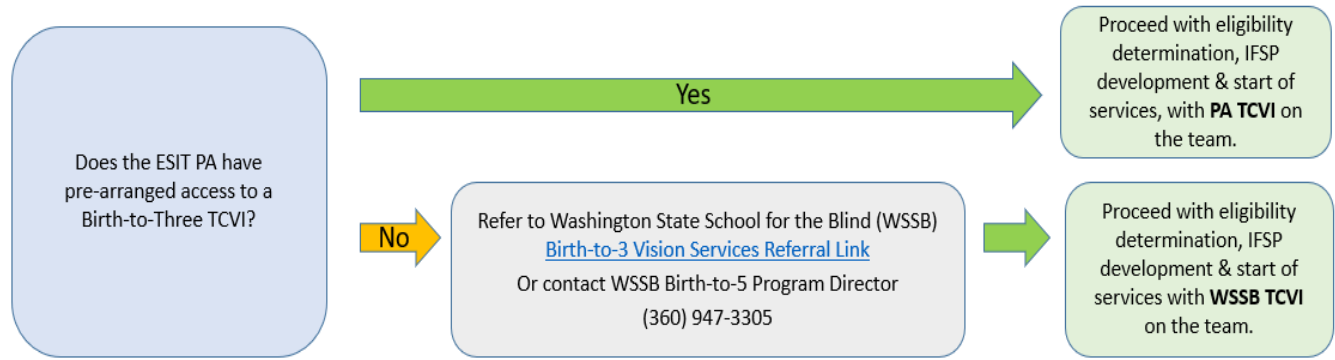 Does the ESIT PA have
pre-arranged access to a
Birth-to-Three TCVI?
Yes
Proceed with eligibility
determination, IFSP
development & start of
services, with PA TCVI on
the team.
No
Refer to Washington State School for the Blind (WSSB)
Birth-to-3 Vision Services Referral Link
Or contact WSSB Birth-to-5 Program Director
(360) 947-3305
Proceed with eligibility
determination, IFSP
development & start of
services with WSSB TCVI
on the team.